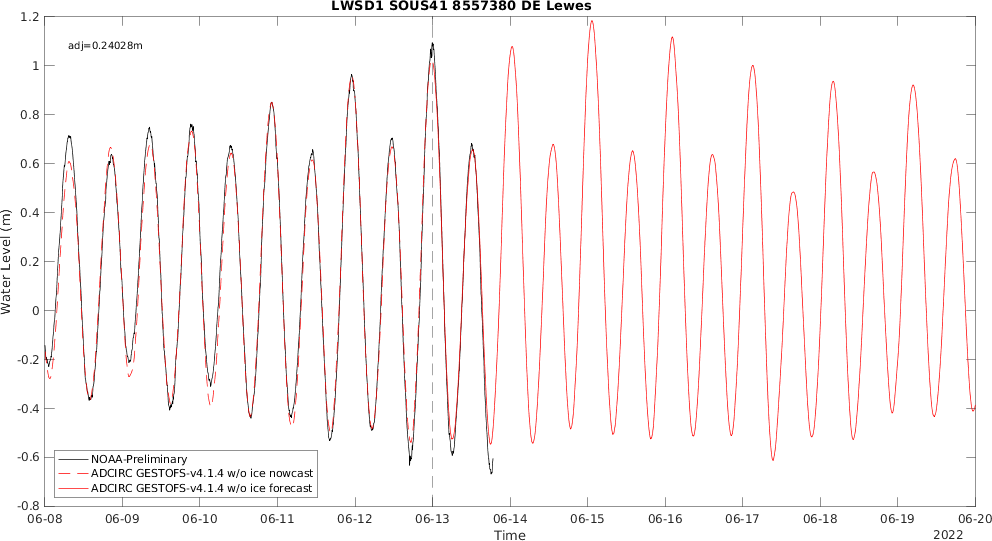 LWSD1 SOUS41 8557380 DE Lewes
adj=0.24028m
1.2
1
0.8
0.6
0.4
0.2
0
-0.2
-0.4
-0.6
-0.8
Water Level (m)
NOAA-Preliminary
ADCIRC GESTOFS-v4.1.4 w/o ice nowcast
ADCIRC GESTOFS-v4.1.4 w/o ice forecast
06-08 06-09 06-10 06-11 06-12 06-13 06-14 06-15 06-16 06-17 06-18 06-19 06-20
Time
2022